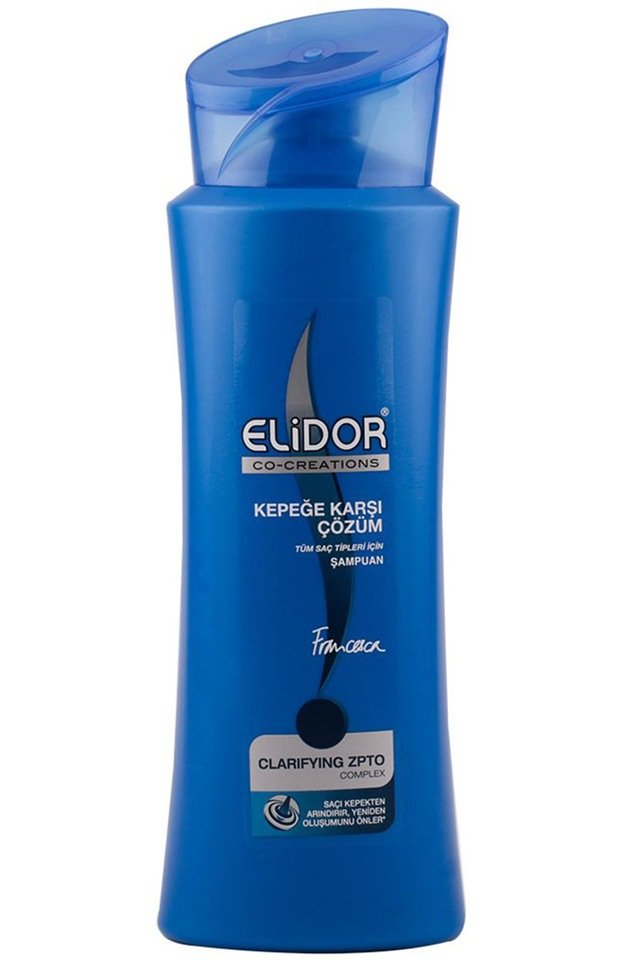 ELiDOR®
CO-CREATIONS
KEPEĞE KARŞI
ÇÖZÜM
TÜM SAÇ TİPLERİ İÇİN
ŞAMPUAN
Francesca
CLARIFYING ZPTO
COMPLEX
SAÇI KEPEKTEN
ARINDIRIR, YENİDEN
OLUŞUMUNU ÖNLER*